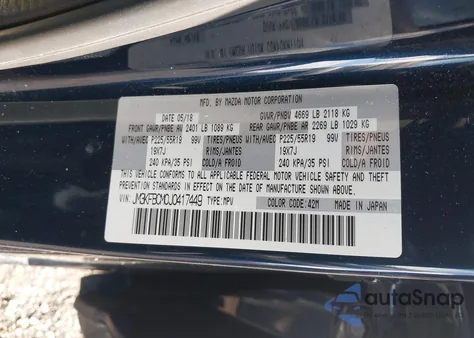 MFD. BY MAZDA MOTOR CORPORATION
DATE 05/18 GVWR/PNBV 4669 LB 2118 KG
FRONT GAWR/PNBE AV 2401 LB 1089 KG REAR GAWR/PNBE AR 2269 LB 1029 KG
WITH/AVEC P225/55R19 99V TIRES/PNEUS WITH/AVEC P225/55R19 99V TIRES/PNEUS
19X7J RIMS/JANTES 19X7J RIMS/JANTES
240 KPA/35 PSI COLD/A FROID 240 KPA/35 PSI COLD/A FROID
THIS VEHICLE CONFORMS TO ALL APPLICABLE FEDERAL MOTOR VEHICLE SAFETY AND
THEFT PREVENTION STANDARDS IN EFFECT ON THE DATE OF MANUFACTURE SHOWN ABOVE.
VIN: TYPE: MPV COLOR CODE: 42M MADE IN JAPAN
autoSnap